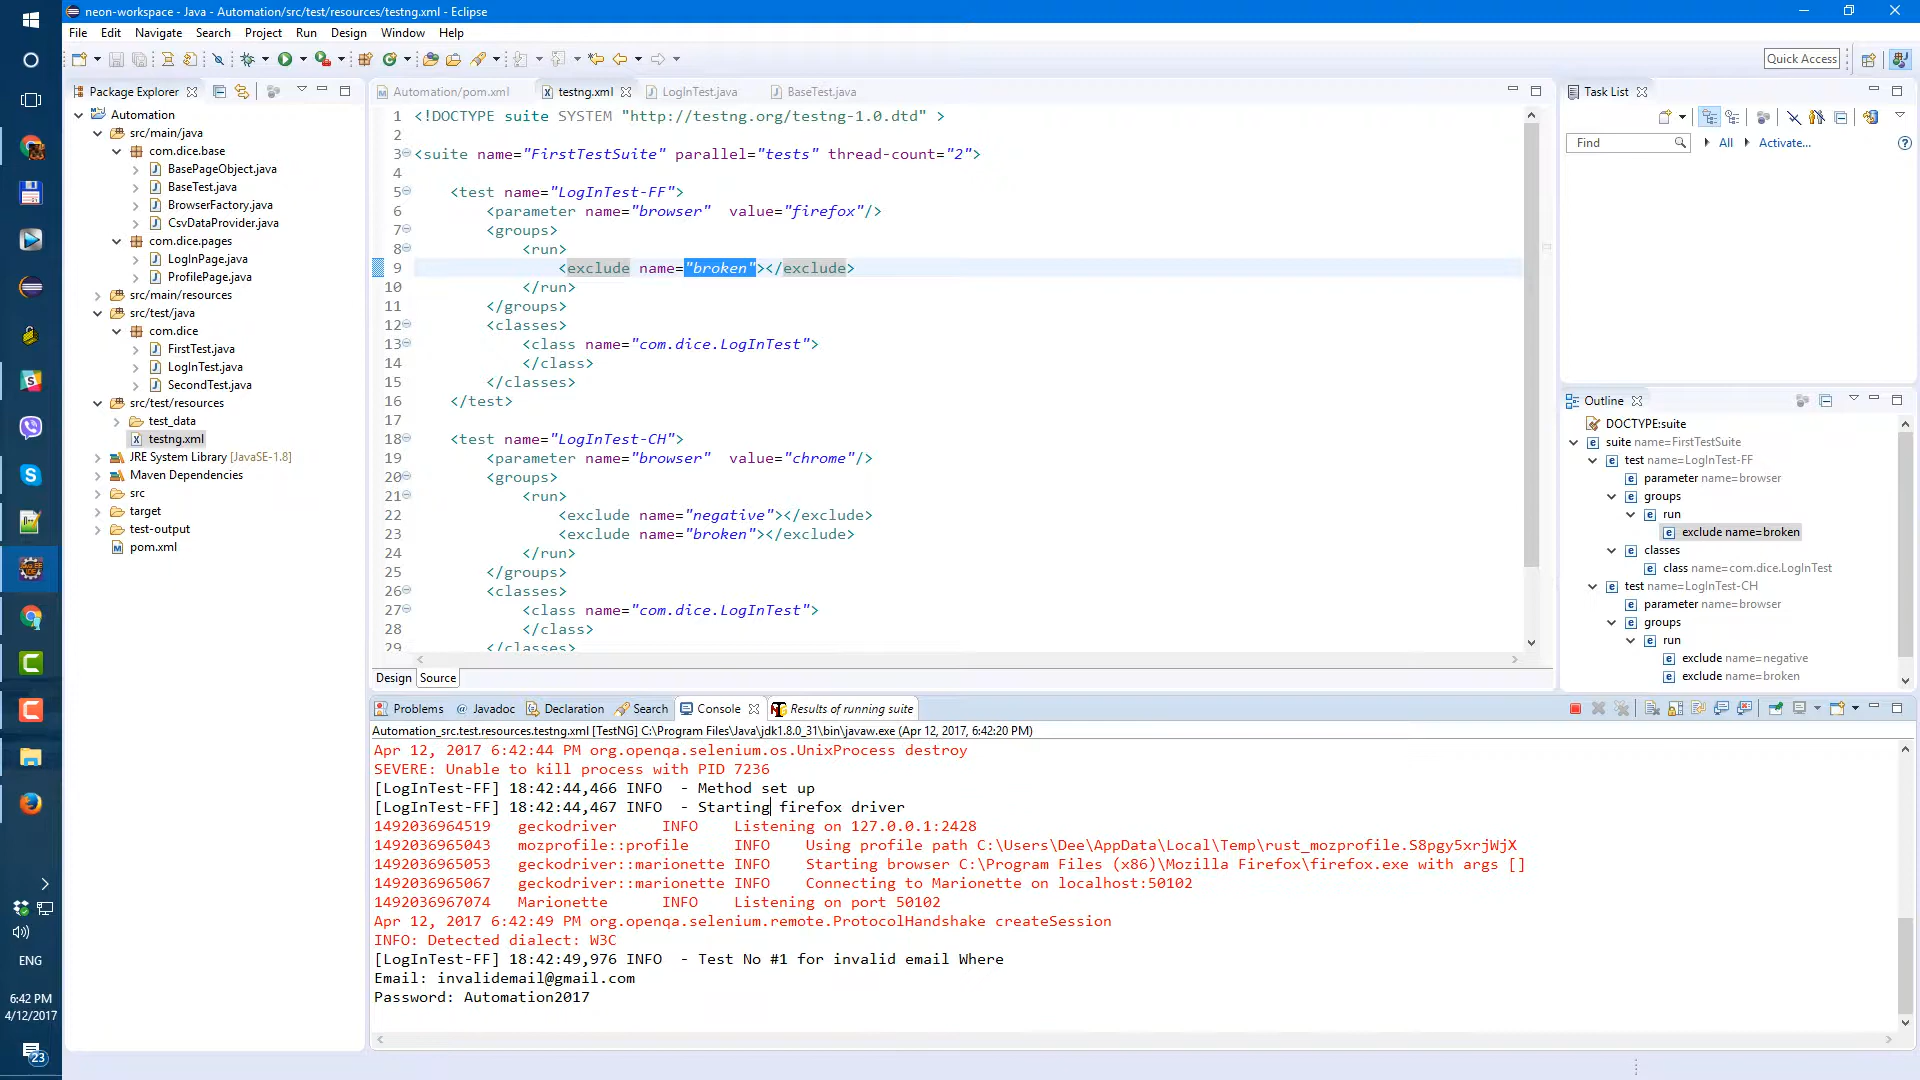 neon-workspace - Java - Automation/src/test/resources/testng.xml - Eclipse
File Edit Navigate Search Project Run Design Window Help
Quick Access
Package Explorer
Automation
src/main/java
com.dice.base
BasePageObject.java
BaseTest.java
BrowserFactory.java
CsvDataProvider.java
com.dice.pages
LogInPage.java
ProfilePage.java
src/main/resources
src/test/java
com.dice
FirstTest.java
LogInTest.java
SecondTest.java
src/test/resources
test_data
testng.xml
JRE System Library [JavaSE-1.8]
Maven Dependencies
src
target
test-output
pom.xml
Automation/pom.xml testng.xml LogInTest.java BaseTest.java
1 <!DOCTYPE suite SYSTEM "http://testng.org/testng-1.0.dtd" >
2
3 <suite name="FirstTestSuite" parallel="tests" thread-count="2">
4
5 <test name="LogInTest-FF">
6 <parameter name="browser" value="firefox"/>
7 <groups>
8 <run>
9 <exclude name="broken"></exclude>
10 </run>
11 </groups>
12 <classes>
13 <class name="com.dice.LogInTest">
14 </class>
15 </classes>
16 </test>
17
18 <test name="LogInTest-CH">
19 <parameter name="browser" value="chrome"/>
20 <groups>
21 <run>
22 <exclude name="negative"></exclude>
23 <exclude name="broken"></exclude>
24 </run>
25 </groups>
26 <classes>
27 <class name="com.dice.LogInTest">
28 </class>
29 </classes>
Design Source
Task List
Find All Activate...
Outline
DOCTYPE:suite
suite name=FirstTestSuite
test name=LogInTest-FF
parameter name=browser
groups
run
exclude name=broken
classes
class name=com.dice.LogInTest
test name=LogInTest-CH
parameter name=browser
groups
run
exclude name=negative
exclude name=broken
Problems Javadoc Declaration Search Console Results of running suite
Automation_src.test.resources.testng.xml [TestNG] C:\Program Files\Java\jdk1.8.0_31\bin\javaw.exe (Apr 12, 2017, 6:42:20 PM)
Apr 12, 2017 6:42:44 PM org.openqa.selenium.os.UnixProcess destroy
SEVERE: Unable to kill process with PID 7236
[LogInTest-FF] 18:42:44,466 INFO - Method set up
[LogInTest-FF] 18:42:44,467 INFO - Starting firefox driver
1492036964519 geckodriver INFO Listening on 127.0.0.1:2428
1492036965043 mozprofile::profile INFO Using profile path C:\Users\Dee\AppData\Local\Temp\rust_mozprofile.S8pgy5xrjWjX
1492036965053 geckodriver::marionette INFO Starting browser C:\Program Files (x86)\Mozilla Firefox\firefox.exe with args []
1492036965067 geckodriver::marionette INFO Connecting to Marionette on localhost:50102
1492036967074 Marionette INFO Listening on port 50102
Apr 12, 2017 6:42:49 PM org.openqa.selenium.remote.ProtocolHandshake createSession
INFO: Detected dialect: W3C
[LogInTest-FF] 18:42:49,976 INFO - Test No #1 for invalid email Where
Email: invalidemail@gmail.com
Password: Automation2017
ENG
6:42 PM
4/12/2017
23